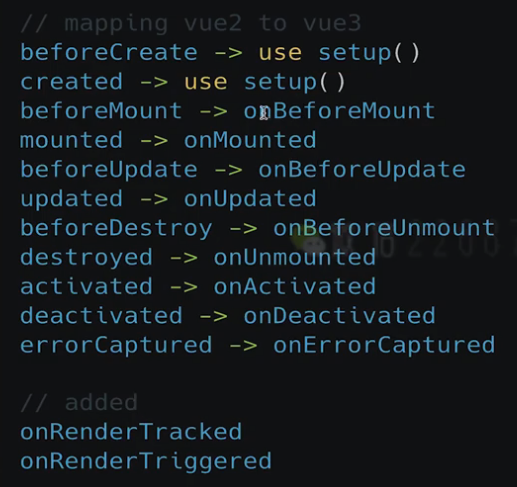 // mapping vue2 to vue3
beforeCreate -> use setup()
created -> use setup()
beforeMount -> onBeforeMount
mounted -> onMounted
beforeUpdate -> onBeforeUpdate
updated -> onUpdated
beforeDestroy -> onBeforeUnmount
destroyed -> onUnmounted
activated -> onActivated
deactivated -> onDeactivated
errorCaptured -> onErrorCaptured
// added
onRenderTracked
onRenderTriggered